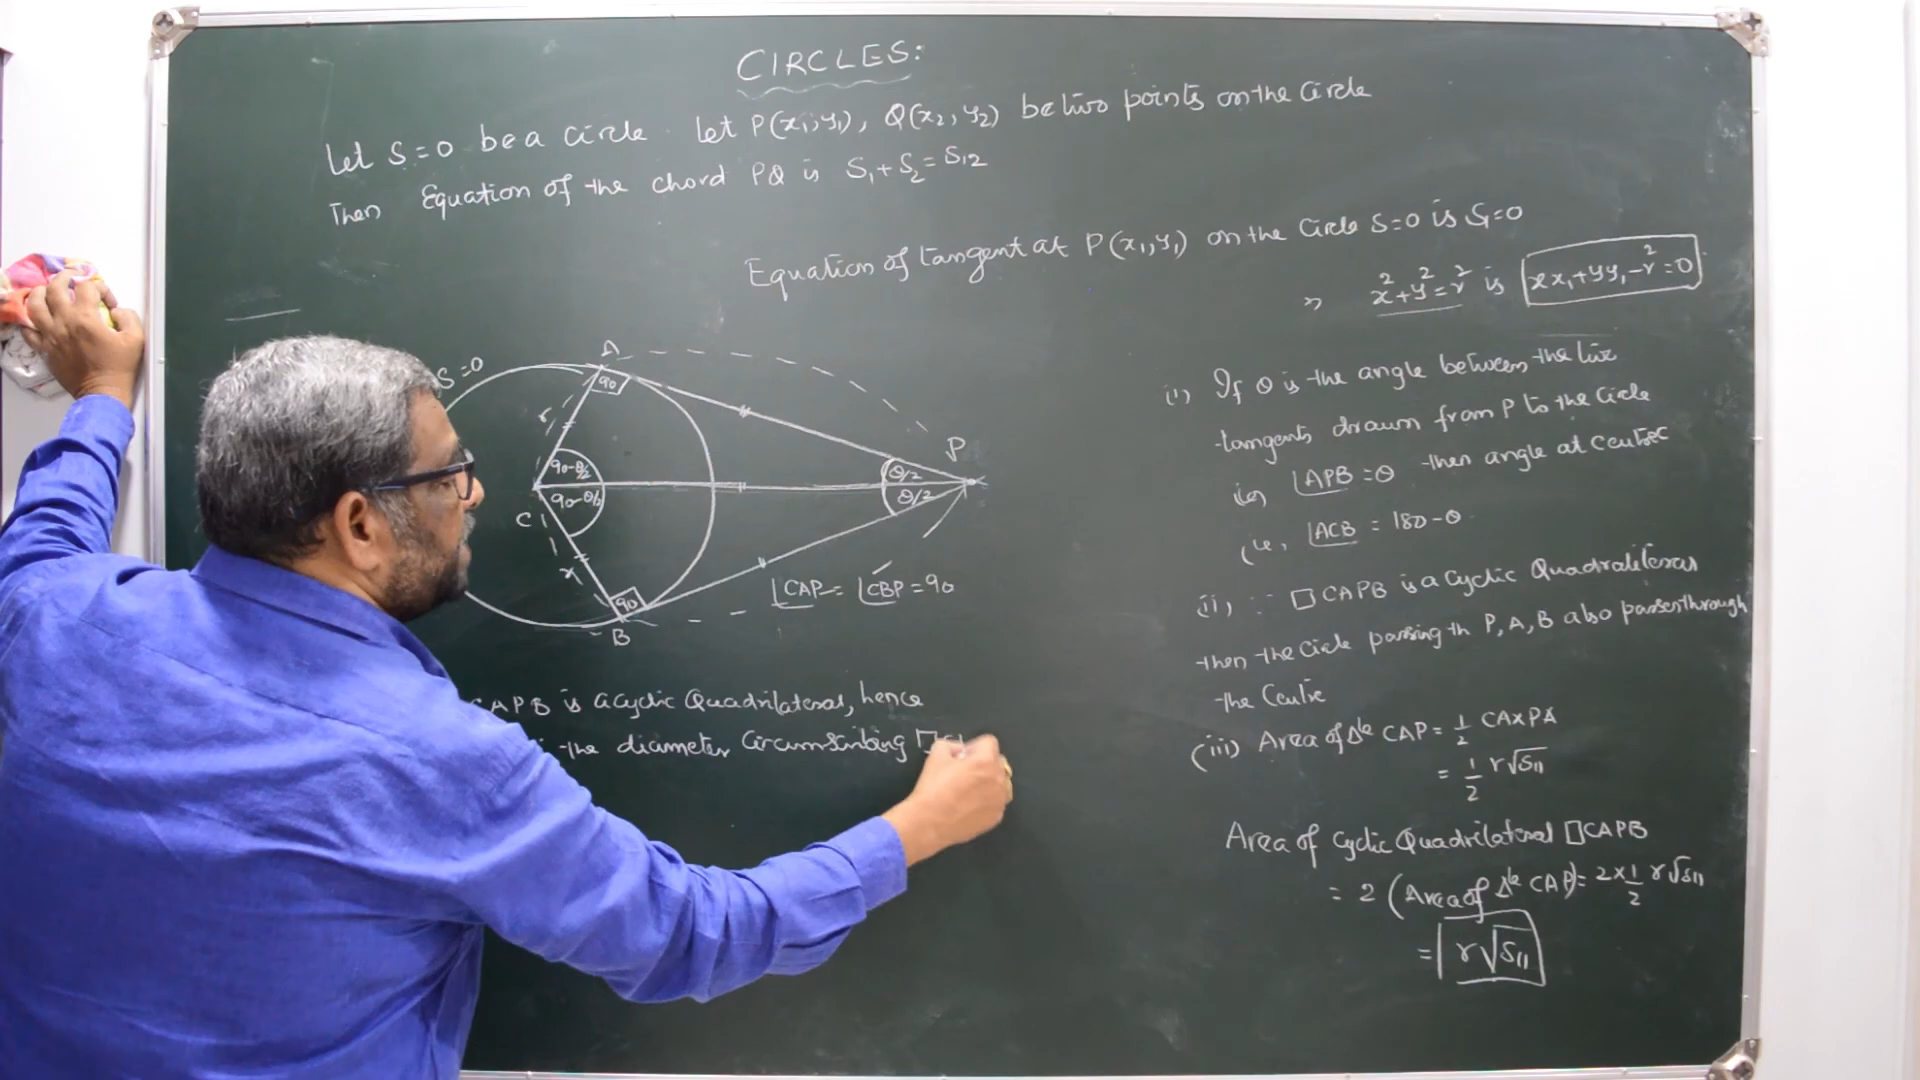 CIRCLES:
Let S=0 be a circle. Let P(x₁,y₁), Q(x₂,y₂) be two points on the circle
Then Equation of the chord PQ is S₁+S₂=S₁₂
Equation of tangent at P(x₁,y₁) on the circle S=0 is S₁=0
" x²+y²=r² is xx₁+yy₁-r²=0
S=0
A
90
r
P
90-θ/2
θ/2
90-θ/2
θ/2
C
r
90
B
∠CAP = ∠CBP = 90
CAPB is a cyclic Quadrilateral, hence
the diameter Circumscribing □
(i) If θ is the angle between the two
tangents drawn from P to the circle
(ie) ∠APB = θ then angle at centre
(ie, ∠ACB = 180-θ
(ii) ∵ □CAPB is a cyclic Quadrilateral
then the circle passing th P, A, B also passes through
the centre
(iii) Area of Δle CAP = 1/2 CA×PA
= 1/2 r√S₁₁
Area of cyclic Quadrilateral □CAPB
= 2 (Area of Δle CAP) = 2×1/2 r√S₁₁
= r√S₁₁